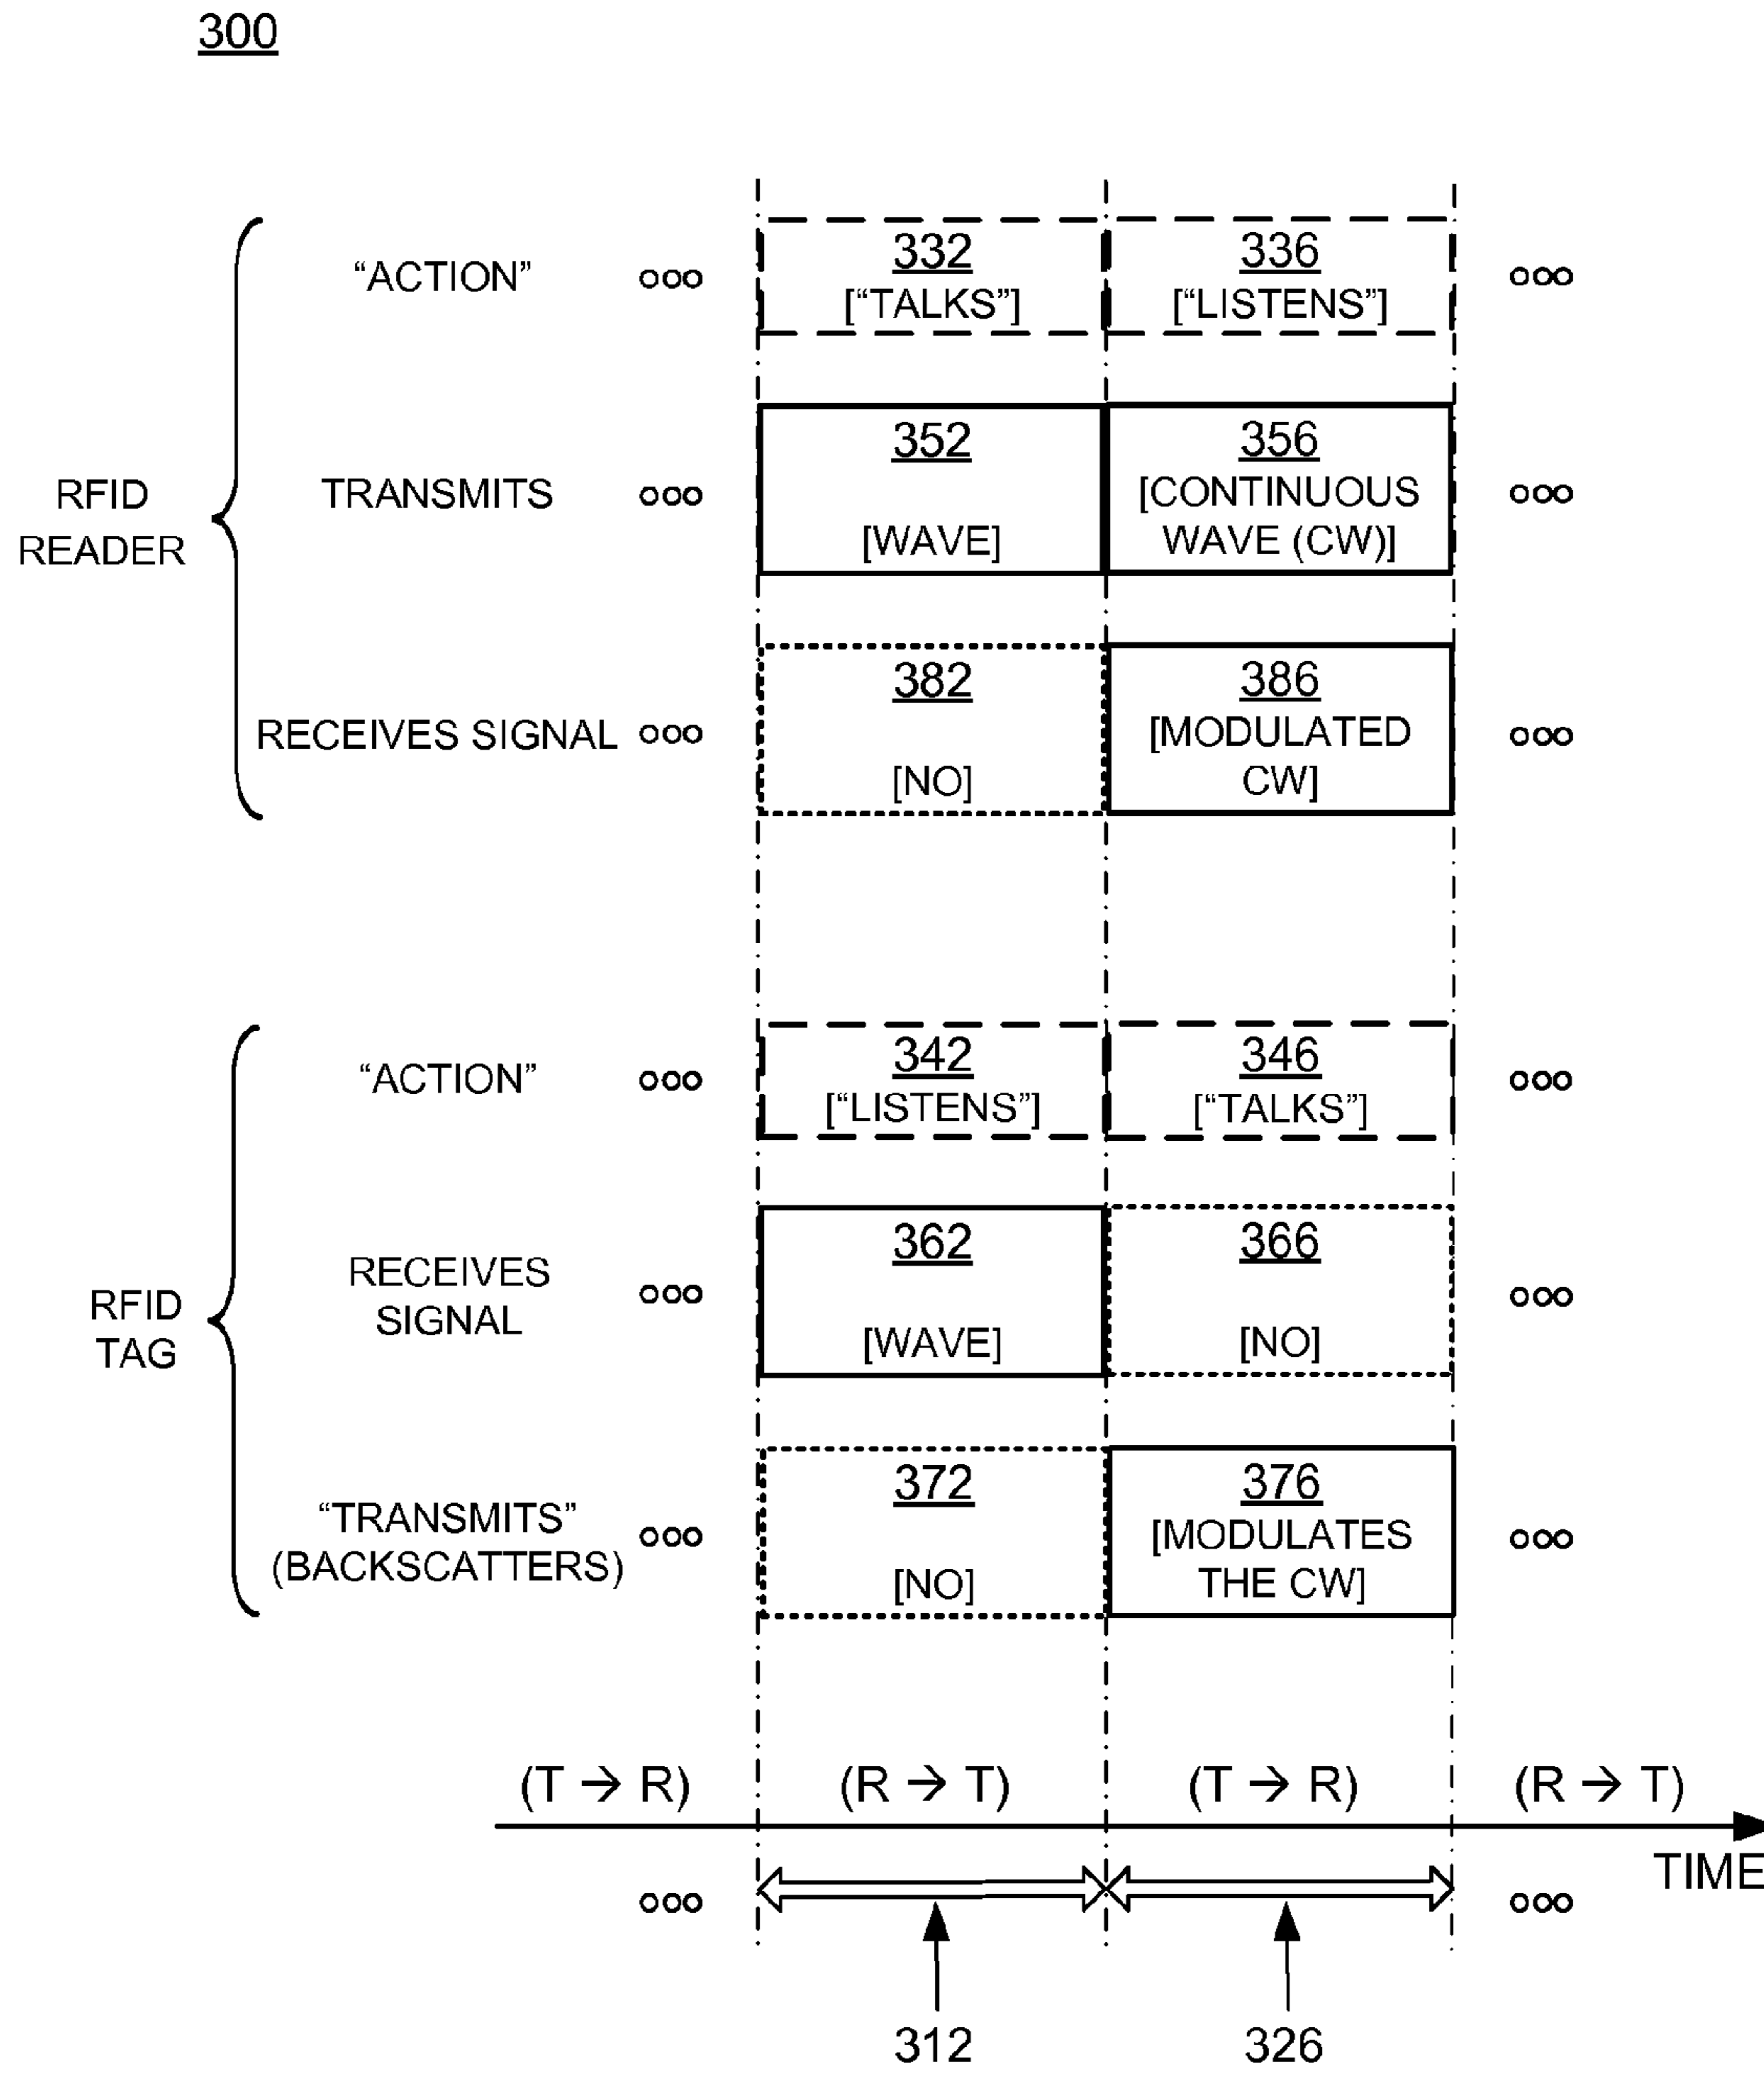 300
"ACTION"
ooo
332
["TALKS"]
336
["LISTENS"]
ooo
RFID
READER
TRANSMITS
ooo
352
[WAVE]
356
[CONTINUOUS
WAVE (CW)]
ooo
RECEIVES SIGNAL
ooo
382
[NO]
386
[MODULATED
CW]
ooo
“ACTION”
ooo
342
[“LISTENS”]
346
[“TALKS”]
ooo
RFID
TAG
RECEIVES
SIGNAL
ooo
362
[WAVE]
366
[NO]
ooo
“TRANSMITS”
(BACKSCATTERS)
ooo
372
[NO]
376
[MODULATES
THE CW]
ooo
(T → R)
(R → T)
(T → R)
(R → T)
TIME
ooo
ooo
312
326